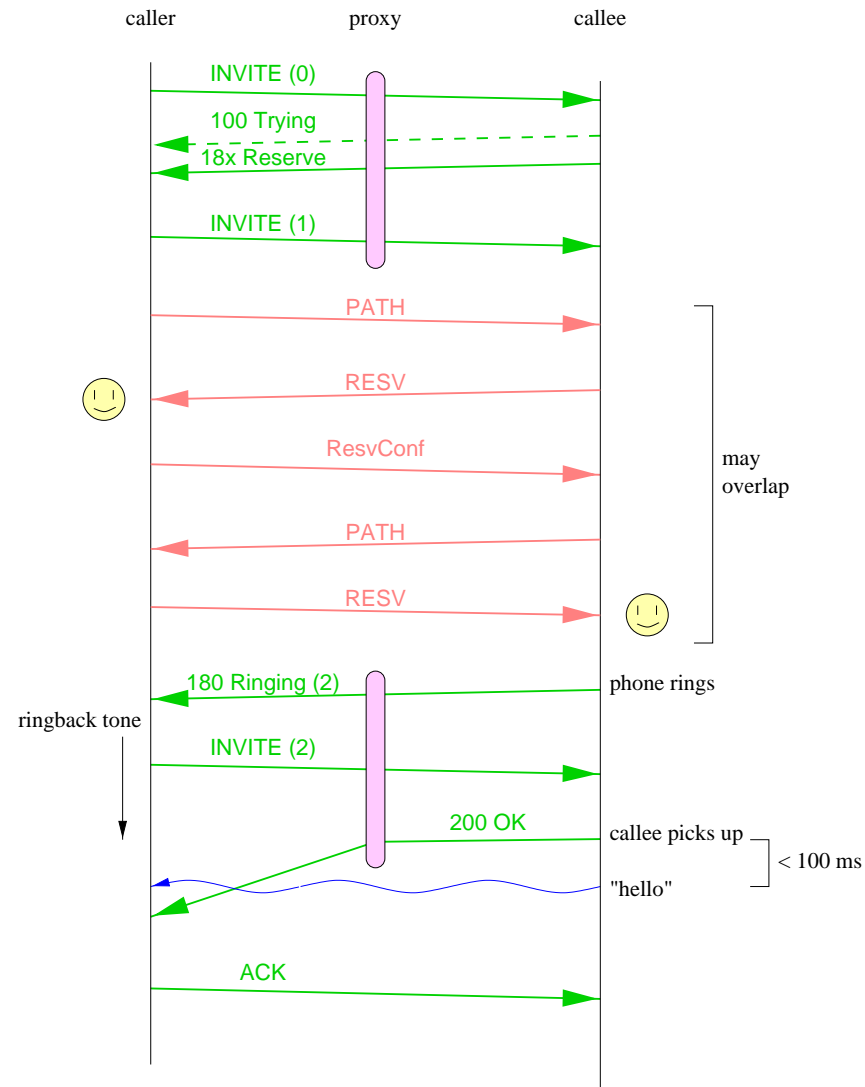 caller proxy callee
INVITE (0)
100 Trying
18x Reserve
INVITE (1)
PATH
RESV
ResvConf
may
overlap
PATH
RESV
180 Ringing (2)
phone rings
ringback tone
INVITE (2)
200 OK
callee picks up
< 100 ms
"hello"
ACK